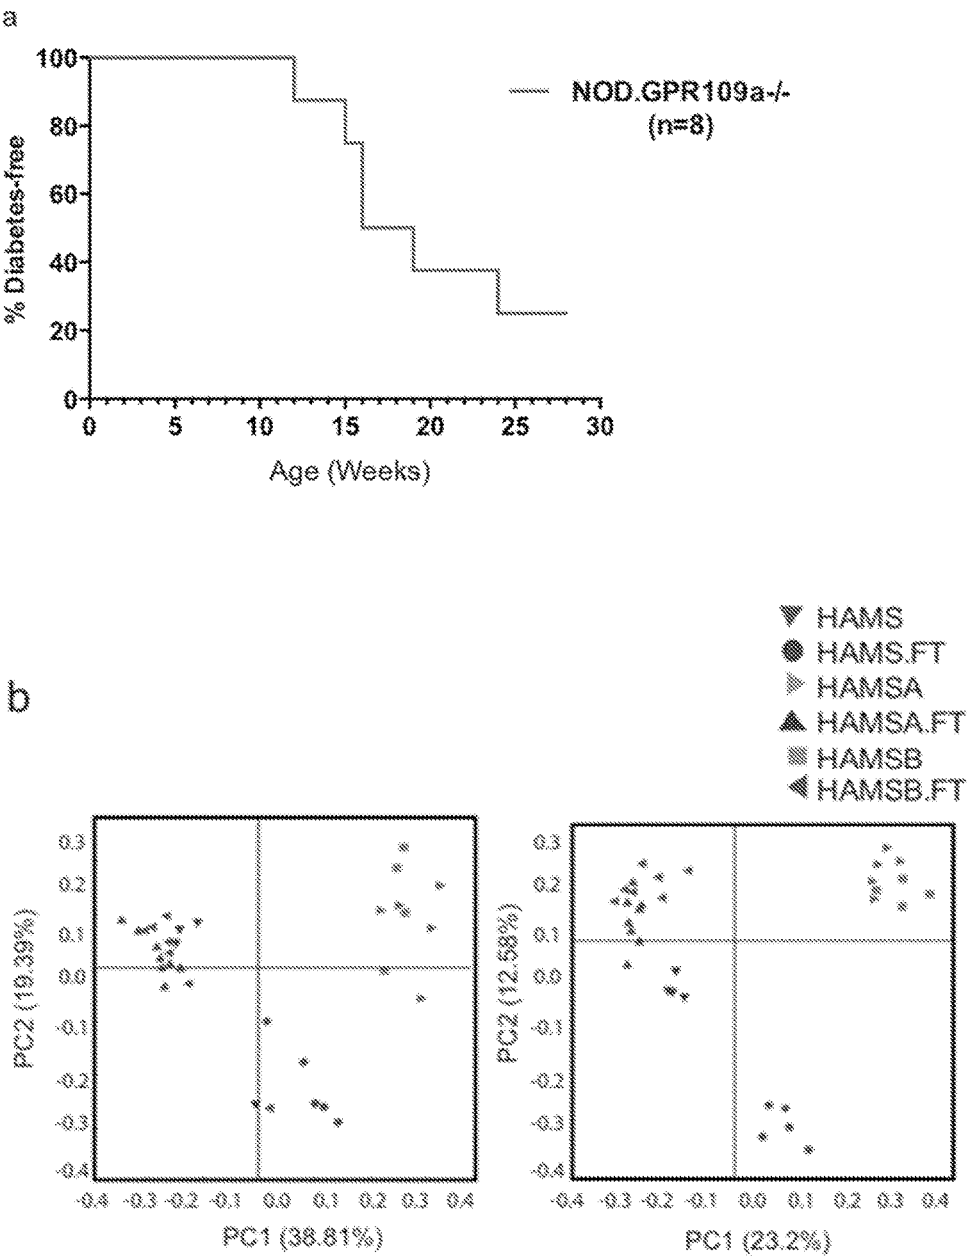 a
100
80
60
40
20
0
% Diabetes-free
0 5 10 15 20 25 30
Age (Weeks)
NOD.GPR109a-/-
(n=8)
b
HAMS
HAMS.FT
HAMSA
HAMSA.FT
HAMSB
HAMSB.FT
0.3
0.2
0.1
0.0
-0.1
-0.2
-0.3
-0.4
PC2 (19.39%)
-0.4 -0.3 -0.2 -0.1 0.0 0.1 0.2 0.3 0.4
PC1 (38.81%)
0.3
0.2
0.1
0.0
-0.1
-0.2
-0.3
-0.4
PC2 (12.58%)
-0.4 -0.3 -0.2 -0.1 0.0 0.1 0.2 0.3 0.4
PC1 (23.2%)